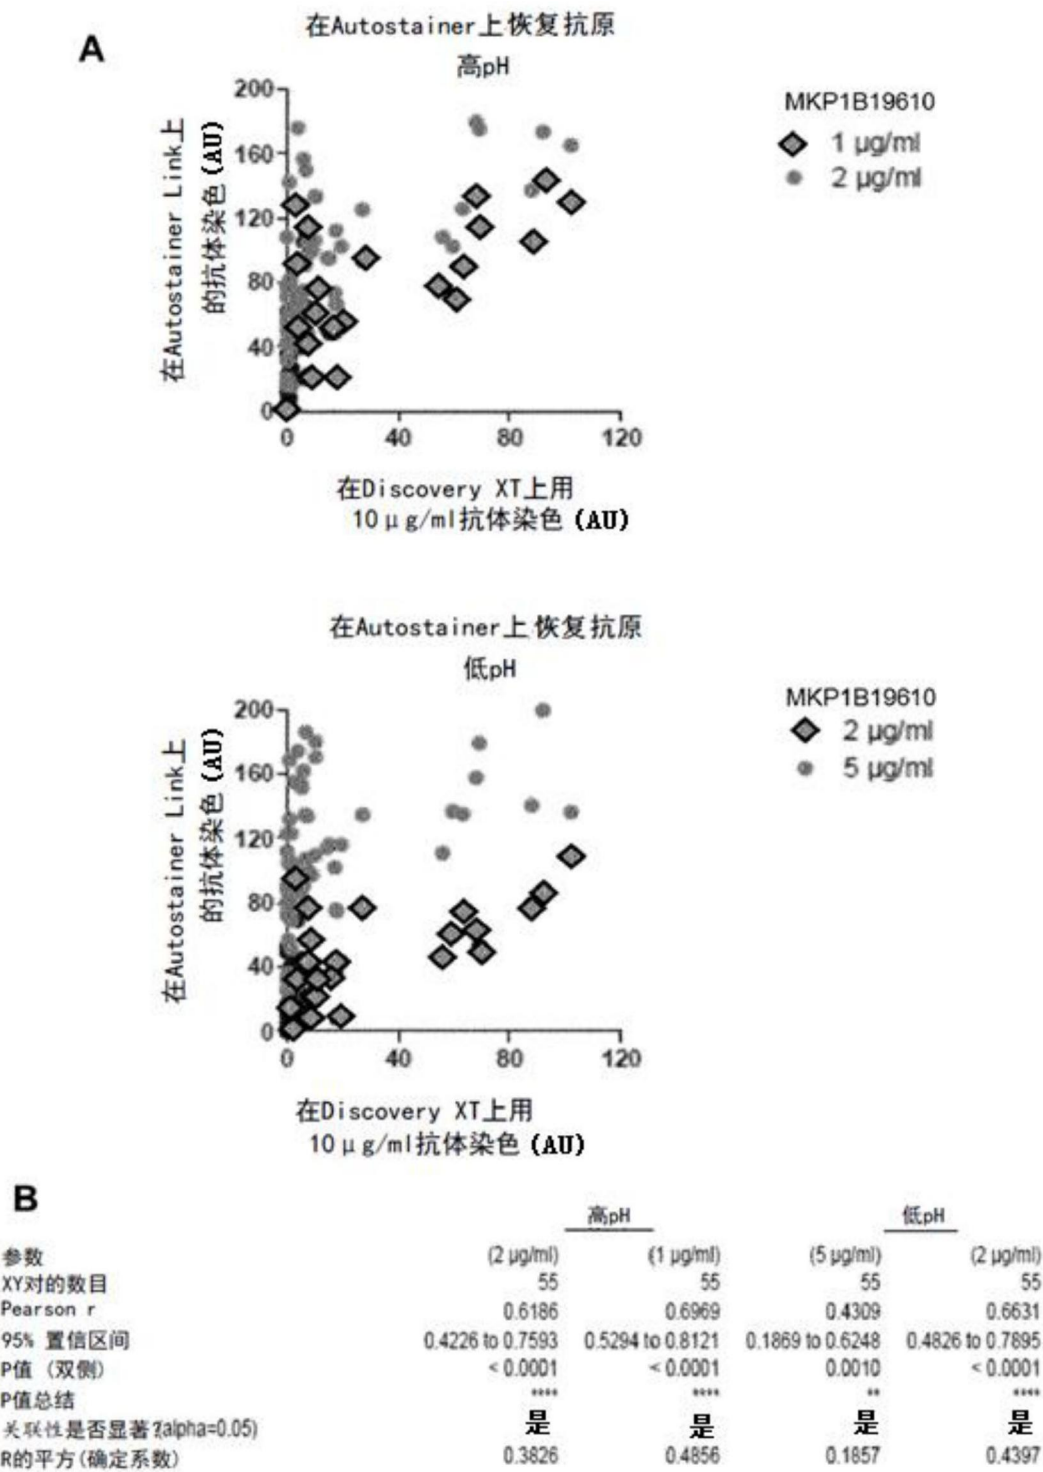 A
在Autostainer上恢复抗原
高pH
在Autostainer Link上
的抗体染色(AU)
200
160
120
80
40
0
0 40 80 120
在Discovery XT上用
10μg/ml抗体染色(AU)
MKP1B19610
1 μg/ml
2 μg/ml
在Autostainer上恢复抗原
低pH
在Autostainer Link上
的抗体染色(AU)
200
160
120
80
40
0
0 40 80 120
在Discovery XT上用
10μg/ml抗体染色(AU)
MKP1B19610
2 μg/ml
5 μg/ml
B
高pH 低pH
参数 (2 μg/ml) (1 μg/ml) (5 μg/ml) (2 μg/ml)
XY对的数目 55 55 55 55
Pearson r 0.6186 0.6969 0.4309 0.6631
95% 置信区间 0.4226 to 0.7593 0.5294 to 0.8121 0.1869 to 0.6248 0.4826 to 0.7895
P值 (双侧) < 0.0001 < 0.0001 0.0010 < 0.0001
P值总结 **** **** ** ****
关联性是否显著?(alpha=0.05) 是 是 是 是
R的平方(确定系数) 0.3826 0.4856 0.1857 0.4397